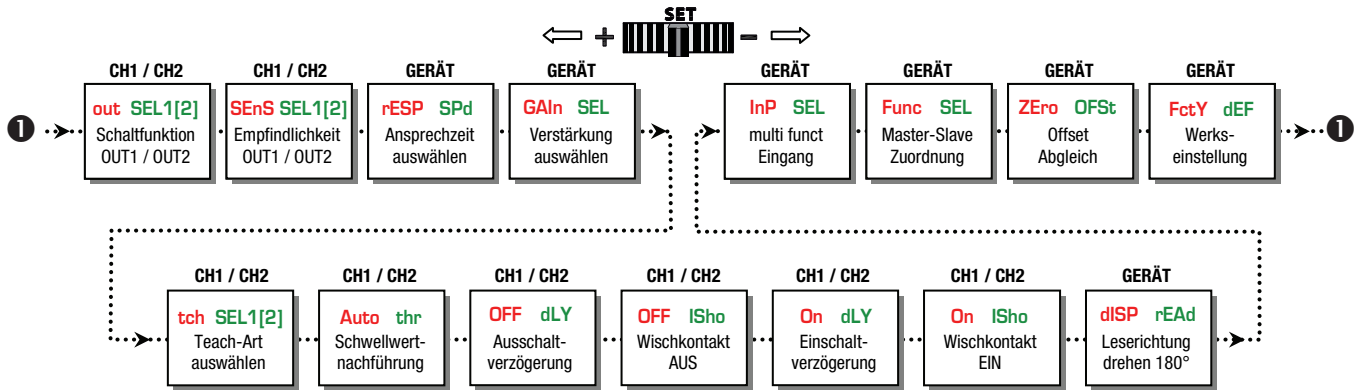 SET
+ -
CH1 / CH2 CH1 / CH2 GERÄT GERÄT GERÄT GERÄT GERÄT GERÄT
❶
out SEL1[2]
Schaltfunktion
OUT1 / OUT2
SEnS SEL1[2]
Empfindlichkeit
OUT1 / OUT2
rESP SPd
Ansprechzeit
auswählen
GAIn SEL
Verstärkung
auswählen
InP SEL
multi funct
Eingang
Func SEL
Master-Slave
Zuordnung
ZEro OFSt
Offset
Abgleich
FctY dEF
Werks-
einstellung
❶
CH1 / CH2 CH1 / CH2 CH1 / CH2 CH1 / CH2 CH1 / CH2 CH1 / CH2 GERÄT
tch SEL1[2]
Teach-Art
auswählen
Auto thr
Schwellwert-
nachführung
OFF dLY
Ausschalt-
verzögerung
OFF ISho
Wischkontakt
AUS
On dLY
Einschalt-
verzögerung
On ISho
Wischkontakt
EIN
dISP rEAd
Leserichtung
drehen 180°